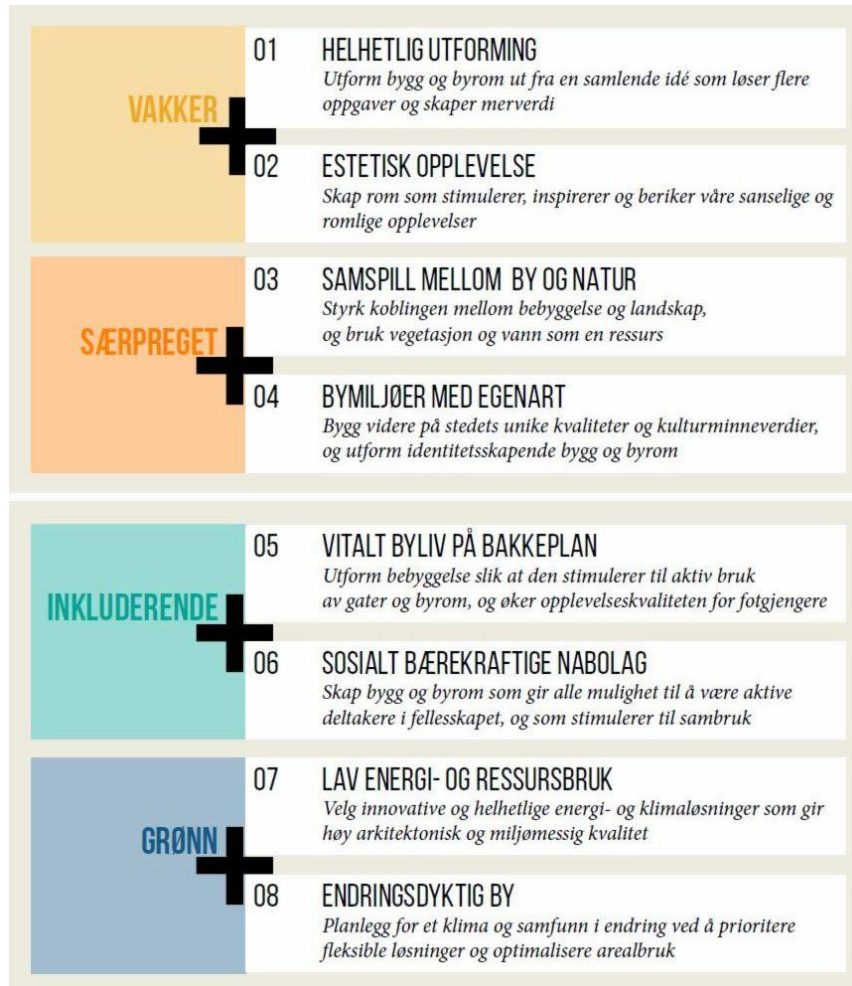 VAKKER
01 HELHETLIG UTFORMING
Utform bygg og byrom ut fra en samlende idé som løser flere
oppgaver og skaper merverdi
02 ESTETISK OPPLEVELSE
Skap rom som stimulerer, inspirerer og beriker våre sanselige og
romlige opplevelser
SÆRPREGET
03 SAMSPILL MELLOM BY OG NATUR
Styrk koblingen mellom bebyggelse og landskap,
og bruk vegetasjon og vann som en ressurs
04 BYMILJØER MED EGENART
Bygg videre på stedets unike kvaliteter og kulturminneverdier,
og utform identitetsskapende bygg og byrom
INKLUDERENDE
05 VITALT BYLIV PÅ BAKKEPLAN
Utform bebyggelse slik at den stimulerer til aktiv bruk
av gater og byrom, og øker opplevelseskvaliteten for fotgjengere
06 SOSIALT BÆREKRAFTIGE NABOLAG
Skap bygg og byrom som gir alle mulighet til å være aktive
deltakere i fellesskapet, og som stimulerer til sambruk
GRØNN
07 LAV ENERGI- OG RESSURSBRUK
Velg innovative og helhetlige energi- og klimaløsninger som gir
høy arkitektonisk og miljømessig kvalitet
08 ENDRINGSDYKTIG BY
Planlegg for et klima og samfunn i endring ved å prioritere
fleksible løsninger og optimalisere arealbruk